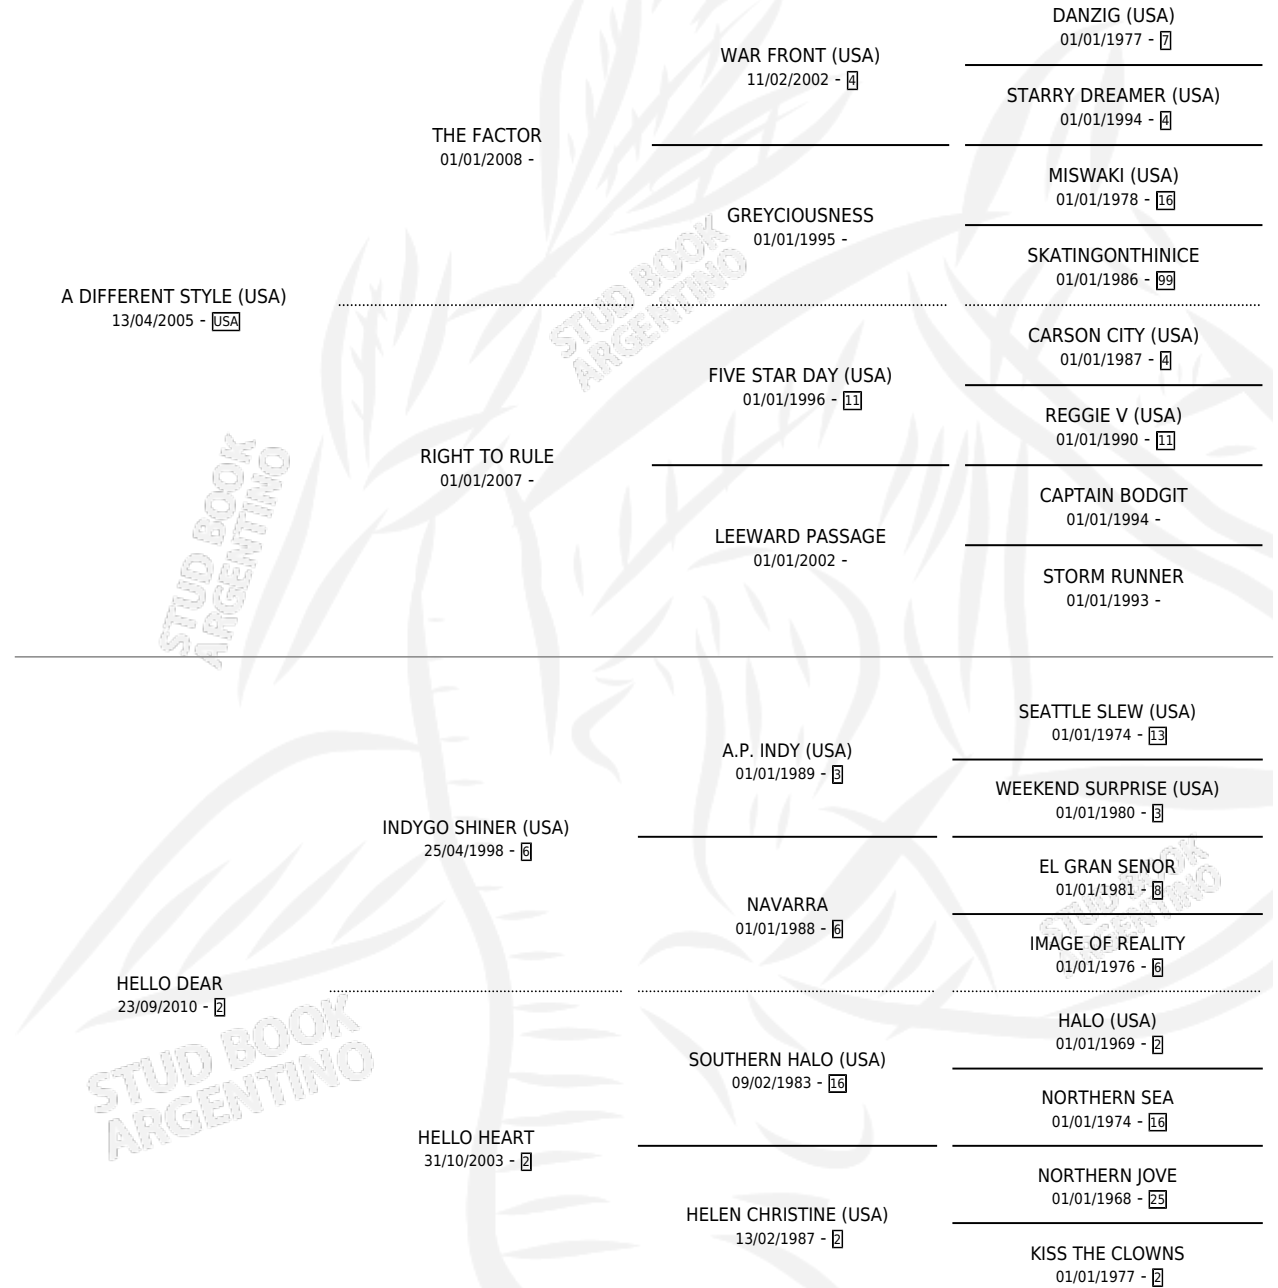 DANZIG (USA)
01/01/1977 - 7
WAR FRONT (USA)
11/02/2002 - 4
STARRY DREAMER (USA)
01/01/1994 - 4
THE FACTOR
01/01/2008 -
MISWAKI (USA)
01/01/1978 - 16
GREYCIOUSNESS
01/01/1995 -
SKATINGONTHINICE
01/01/1986 - 99
A DIFFERENT STYLE (USA)
13/04/2005 - USA
STUD BOOK
ARGENTINO
CARSON CITY (USA)
01/01/1987 - 4
FIVE STAR DAY (USA)
01/01/1996 - 11
REGGIE V (USA)
01/01/1990 - 11
RIGHT TO RULE
01/01/2007 -
CAPTAIN BODGIT
01/01/1994 -
LEEWARD PASSAGE
01/01/2002 -
STORM RUNNER
01/01/1993 -
STUD BOOK
ARGENTINO
SEATTLE SLEW (USA)
01/01/1974 - 13
A.P. INDY (USA)
01/01/1989 - 3
WEEKEND SURPRISE (USA)
01/01/1980 - 3
INDYGO SHINER (USA)
25/04/1998 - 6
EL GRAN SENOR
01/01/1981 - 8
NAVARRA
01/01/1988 - 6
STUD BOOK
ARGENTINO
IMAGE OF REALITY
01/01/1976 - 6
HELLO DEAR
23/09/2010 - 2
HALO (USA)
01/01/1969 - 2
SOUTHERN HALO (USA)
09/02/1983 - 16
STUD BOOK
ARGENTINO
NORTHERN SEA
01/01/1974 - 16
HELLO HEART
31/10/2003 - 2
NORTHERN JOVE
01/01/1968 - 25
HELEN CHRISTINE (USA)
13/02/1987 - 2
KISS THE CLOWNS
01/01/1977 - 2